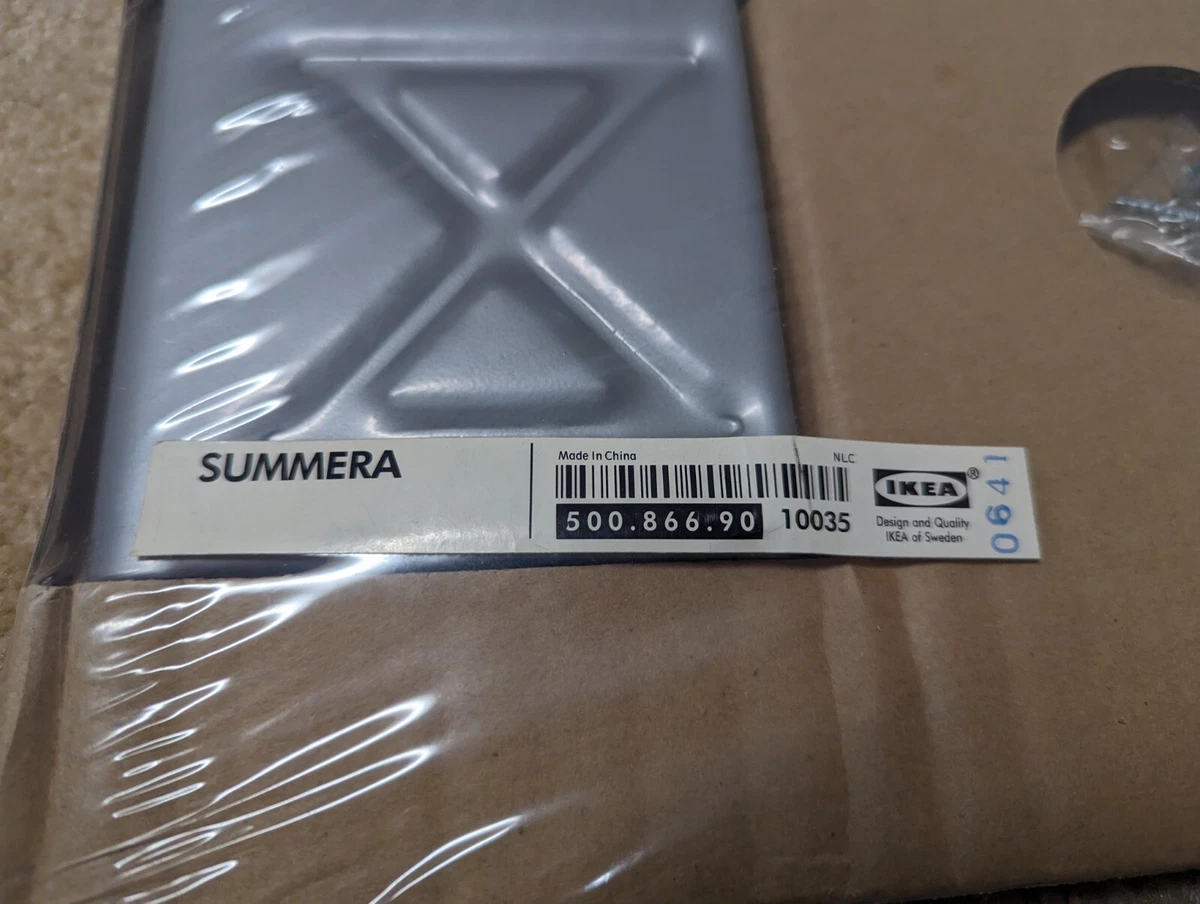 SUMMERA
Made In China
NLC
500.866.90 10035
IKEA®
Design and Quality
IKEA of Sweden
0641